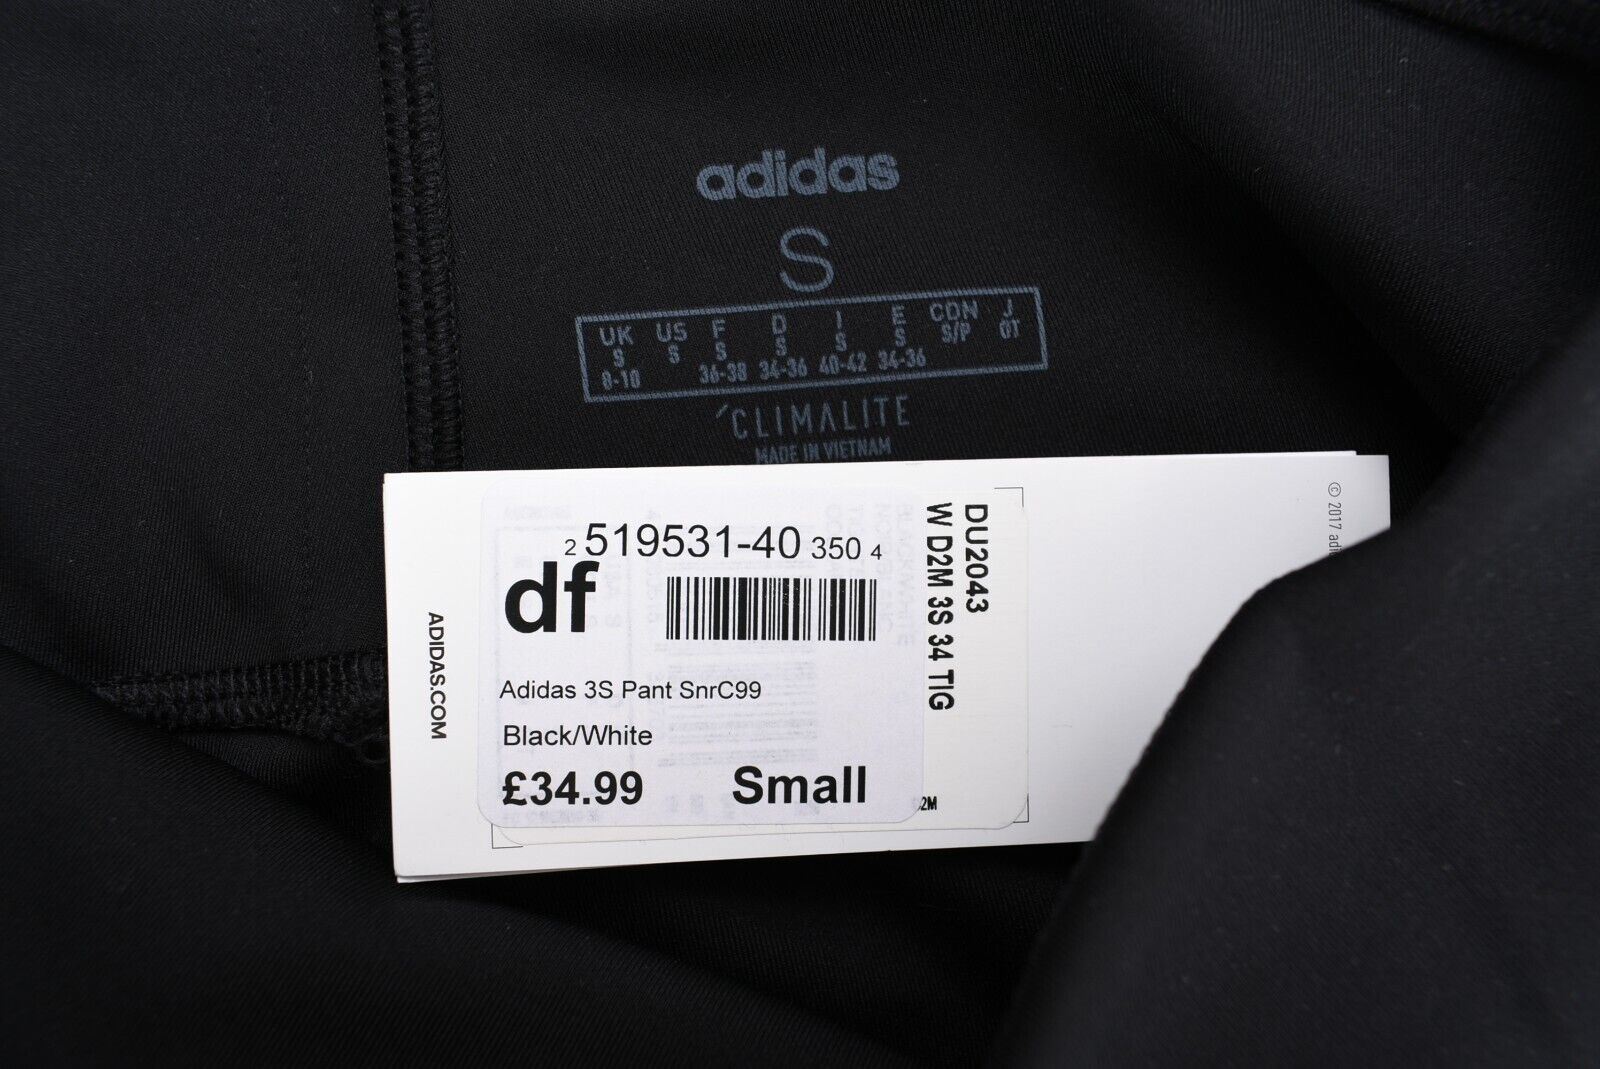 adidas
S
UK US F D I E CDN J
S S S S S S S/P OT
8-10 36-38 34-36 40-42 34-36
CLIMALITE
MADE IN VIETNAM
2 519531-40 350 4
df
Adidas 3S Pant SnrC99
Black/White
£34.99 Small
ADIDAS.COM
DU2043
W D2M 3S 34 TIG
© 2017